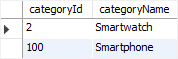 categoryId categoryName
2 Smartwatch
100 Smartphone